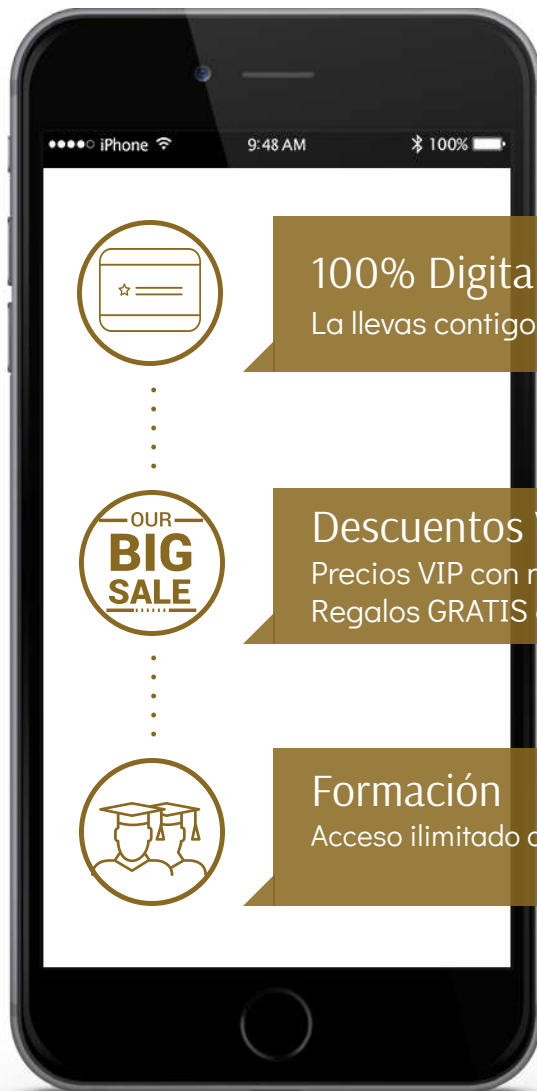 iPhone 9:48 AM 100%
100% Digita
La llevas contigo
OUR
BIG
SALE
Descuentos
Precios VIP con
Regalos GRATIS
Formación
Acceso ilimitado